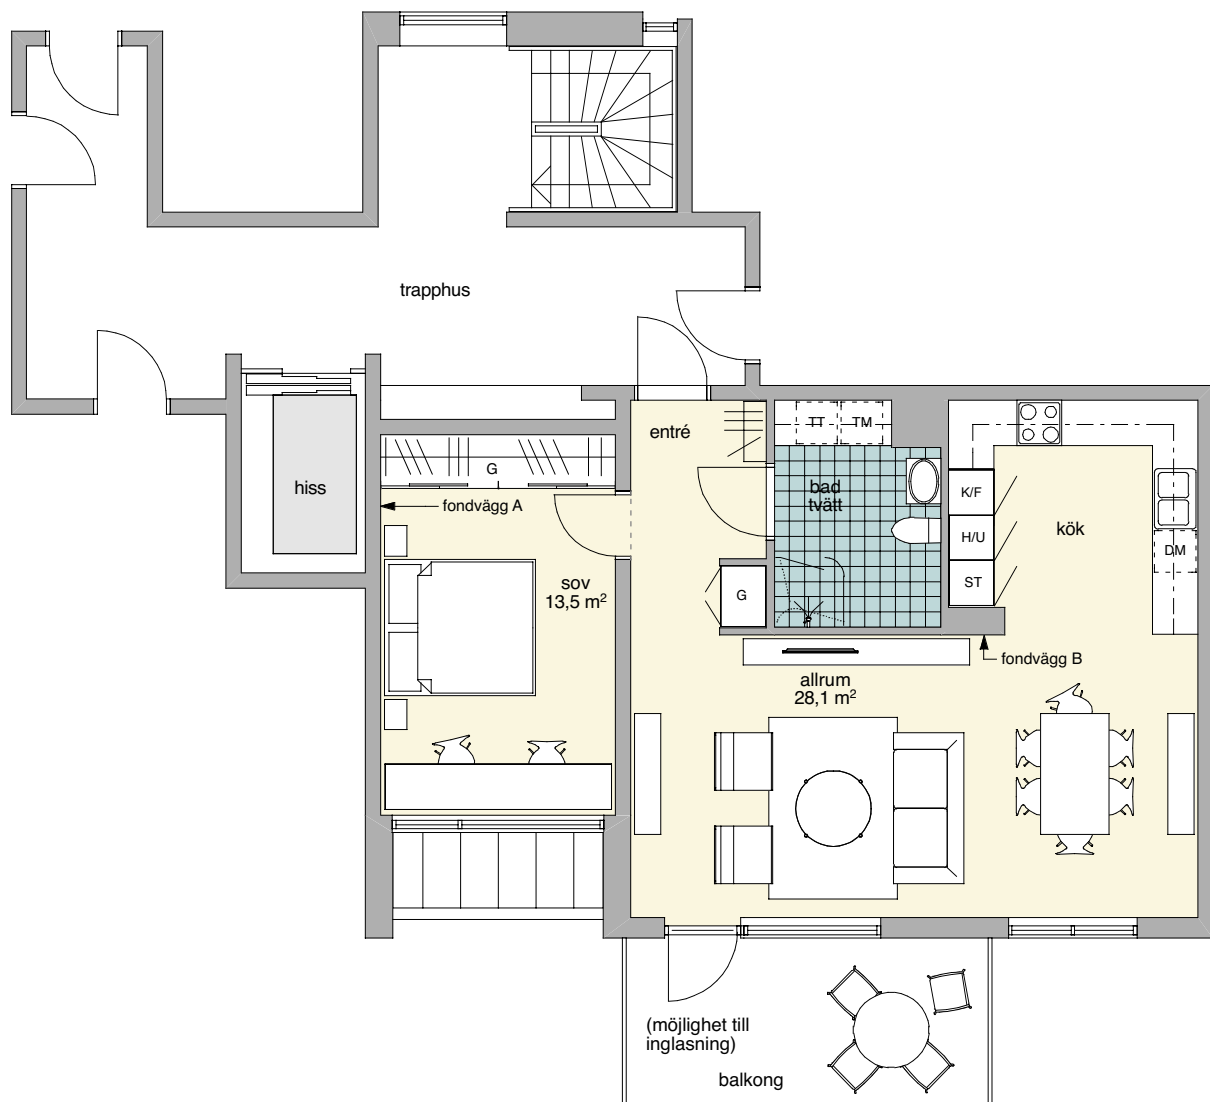 trapphus
entré
TT
TM
G
hiss
fondvägg A
bad
tvätt
K/F
H/U
ST
kök
DM
sov
13,5 m²
G
fondvägg B
allrum
28,1 m²
(möjlighet till
inglasning)
balkong